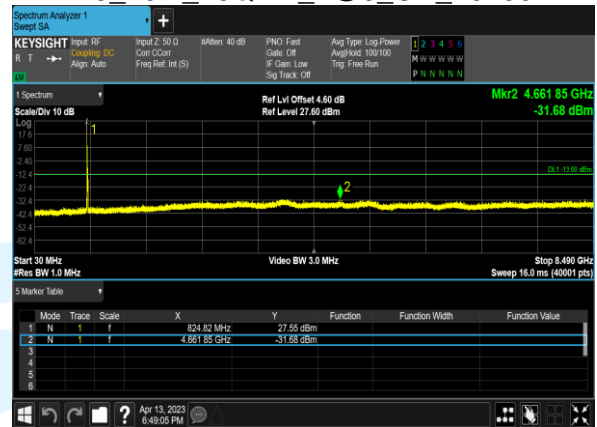 Spectrum Analyzer 1
Swept SA
+
KEYSIGHT Input: RF Input Z: 50 Ω #Atten: 40 dB PNO: Fast Avg Type: Log-Power 1 2 3 4 5 6
R T Coupling: DC Corr CCorr Gate: Off Avg|Hold: 100/100 M W W W W W
Align: Auto Freq Ref: Int (S) IF Gain: Low Trig: Free Run P N N N N N
LV Sig Track: Off
1 Spectrum Ref Lvl Offset 4.60 dB Mkr2 4.661 85 GHz
Scale/Div 10 dB Ref Level 27.60 dBm -31.68 dBm
Log
1
17.6
7.60
-2.40
DL1 -13.00 dBm
-12.4
-22.4
2
-32.4
-42.4
-52.4
-62.4
Start 30 MHz Video BW 3.0 MHz Stop 8.490 GHz
#Res BW 1.0 MHz Sweep 16.0 ms (40001 pts)
5 Marker Table
Mode Trace Scale X Y Function Function Width Function Value
1 N 1 f 824.82 MHz 27.55 dBm
2 N 1 f 4.661 85 GHz -31.68 dBm
3
4
5
6
? Apr 13, 2023
6:49:05 PM